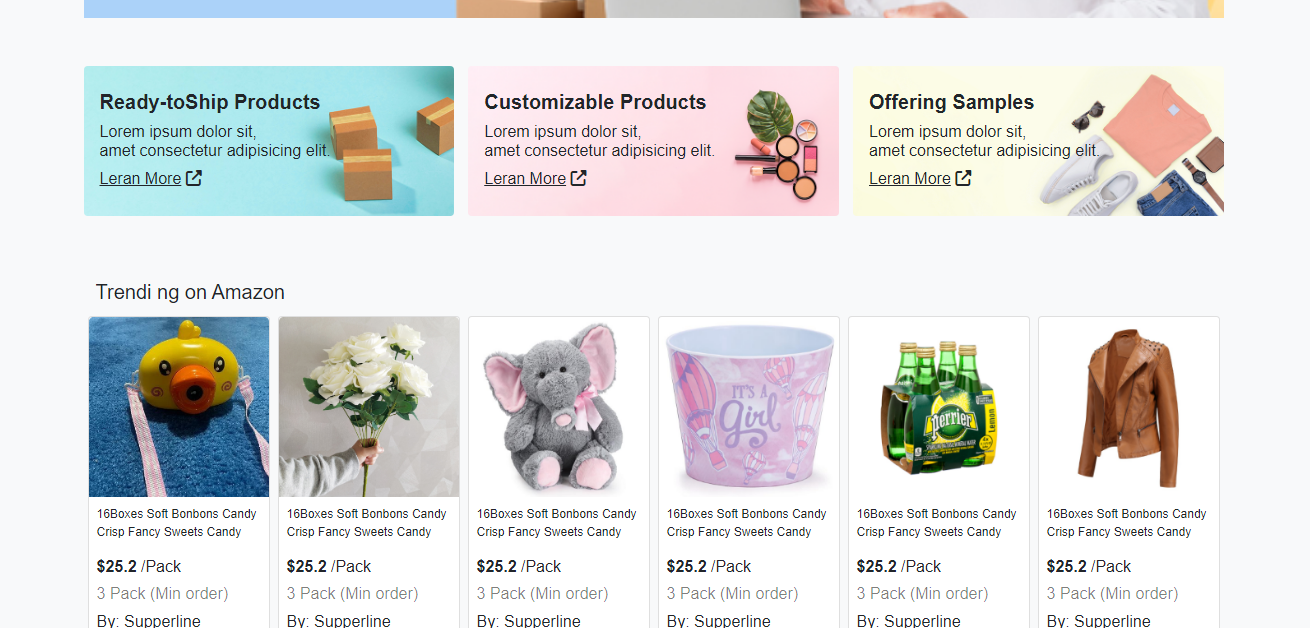 Ready-toShip Products
Lorem ipsum dolor sit,
amet consectetur adipisicing elit.
Leran More
Customizable Products
Lorem ipsum dolor sit,
amet consectetur adipisicing elit.
Leran More
Offering Samples
Lorem ipsum dolor sit,
amet consectetur adipisicing elit.
Leran More
Trendi ng on Amazon
IT'S A
Girl
perrier
Lemon
16Boxes Soft Bonbons Candy
Crisp Fancy Sweets Candy
$25.2 /Pack
3 Pack (Min order)
By: Supperline
16Boxes Soft Bonbons Candy
Crisp Fancy Sweets Candy
$25.2 /Pack
3 Pack (Min order)
By: Supperline
16Boxes Soft Bonbons Candy
Crisp Fancy Sweets Candy
$25.2 /Pack
3 Pack (Min order)
By: Supperline
16Boxes Soft Bonbons Candy
Crisp Fancy Sweets Candy
$25.2 /Pack
3 Pack (Min order)
By: Supperline
16Boxes Soft Bonbons Candy
Crisp Fancy Sweets Candy
$25.2 /Pack
3 Pack (Min order)
By: Supperline
16Boxes Soft Bonbons Candy
Crisp Fancy Sweets Candy
$25.2 /Pack
3 Pack (Min order)
By: Supperline